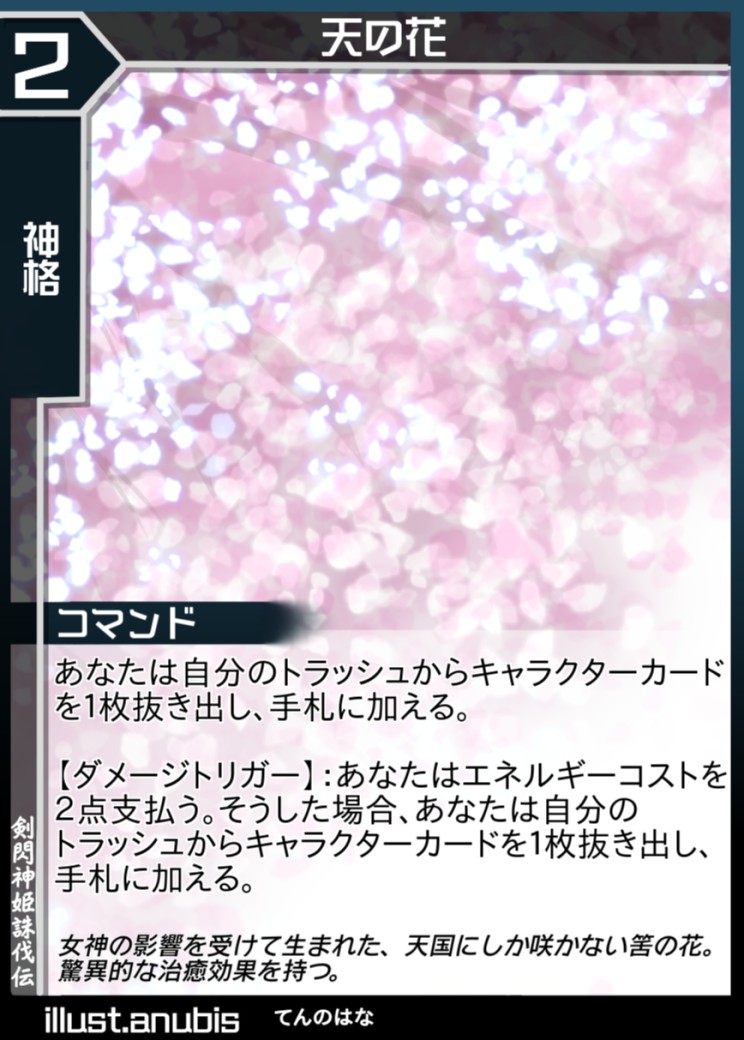 2
天の花
神格
コマンド
あなたは自分のトラッシュからキャラクターカード
を1枚抜き出し、手札に加える。
【ダメージトリガー】:あなたはエネルギーコストを
2点支払う。そうした場合、あなたは自分の
トラッシュからキャラクターカードを1枚抜き出し、
手札に加える。
女神の影響を受けて生まれた、天国にしか咲かない筈の花。
驚異的な治癒効果を持つ。
剣閃神姫誅伐伝
illust.anubis てんのはな